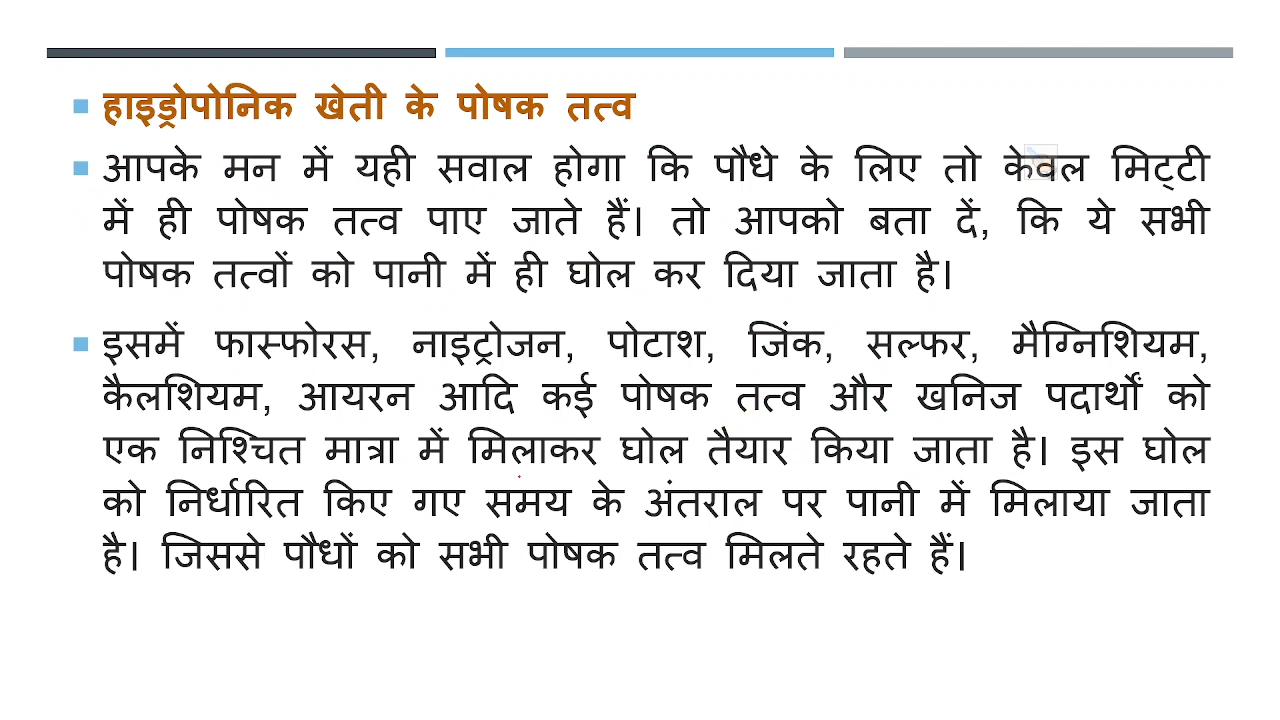 हाइड्रोपोनिक खेती के पोषक तत्व
आपके मन में यही सवाल होगा कि पौधे के लिए तो केवल मिट्टी
में ही पोषक तत्व पाए जाते हैं। तो आपको बता दें, कि ये सभी
पोषक तत्वों को पानी में ही घोल कर दिया जाता है।
इसमें फास्फोरस, नाइट्रोजन, पोटाश, जिंक, सल्फर, मैग्निशियम,
कैलशियम, आयरन आदि कई पोषक तत्व और खनिज पदार्थों को
एक निश्चित मात्रा में मिलाकर घोल तैयार किया जाता है। इस घोल
को निर्धारित किए गए समय के अंतराल पर पानी में मिलाया जाता
है। जिससे पौधों को सभी पोषक तत्व मिलते रहते हैं।